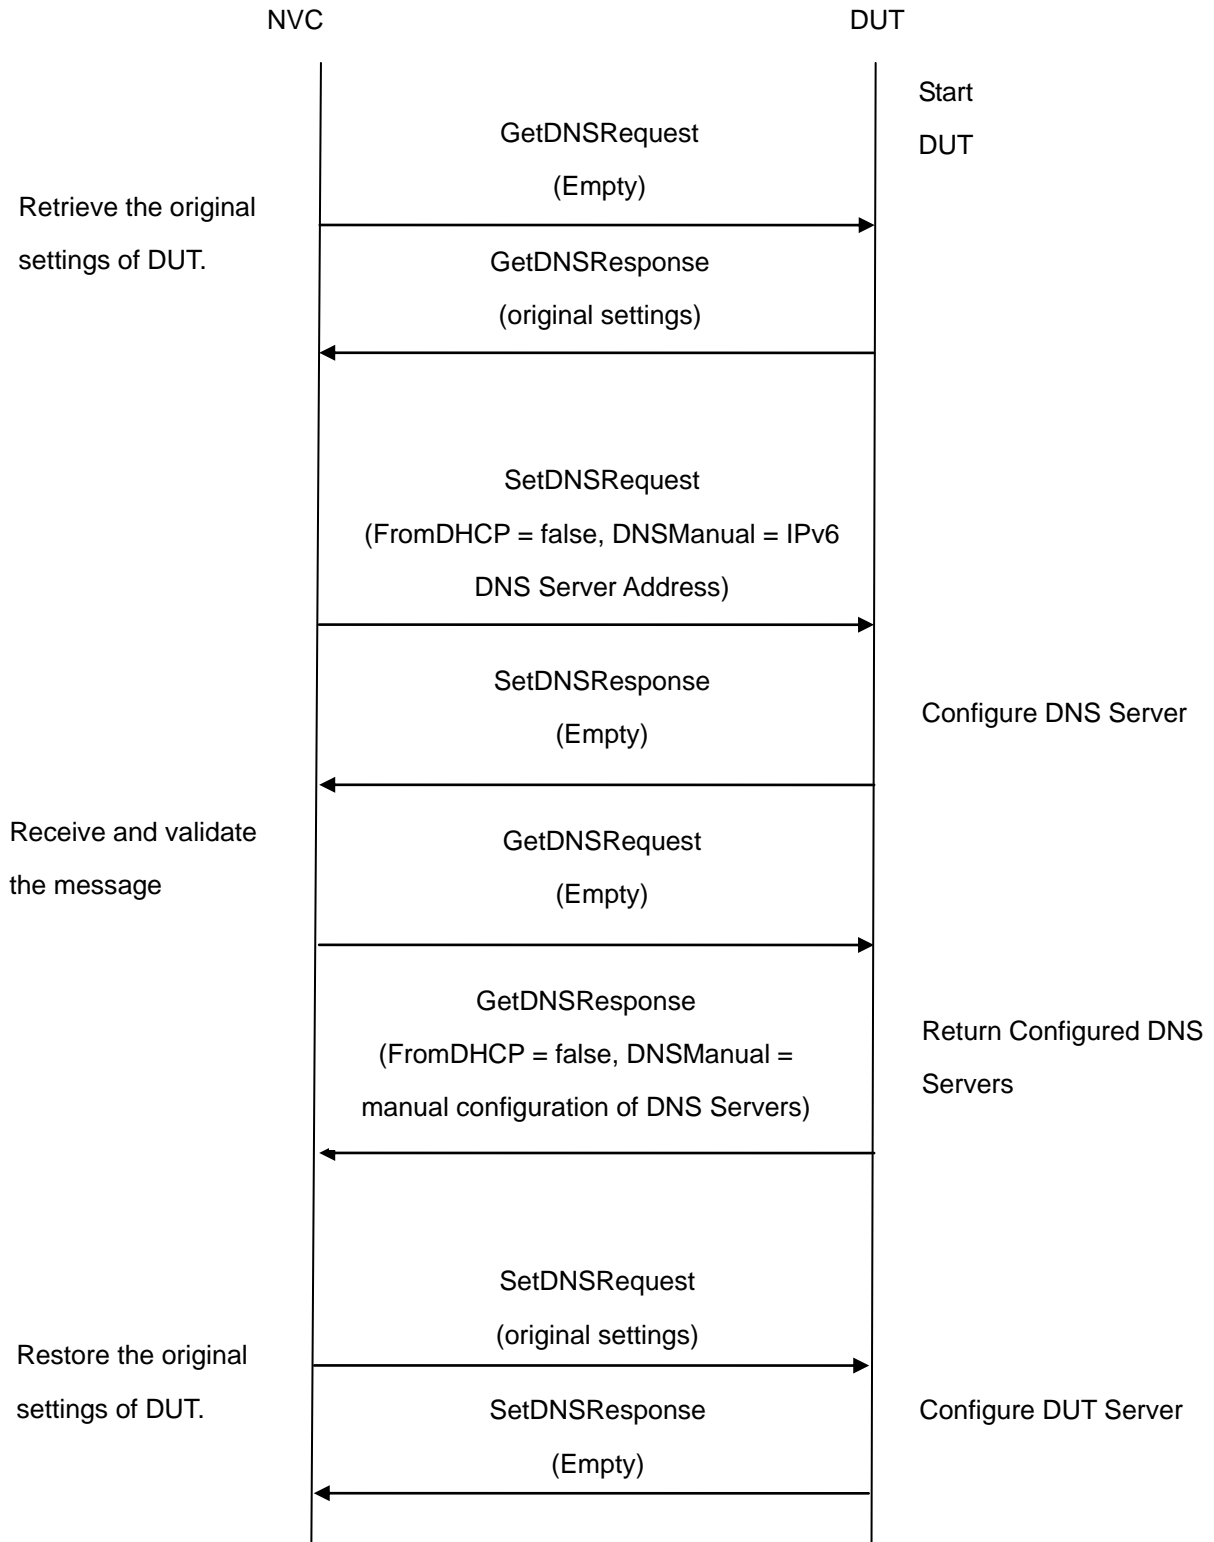 NVC
DUT
Start
DUT
GetDNSRequest
(Empty)
Retrieve the original
settings of DUT.
GetDNSResponse
(original settings)
SetDNSRequest
(FromDHCP = false, DNSManual = IPv6
DNS Server Address)
SetDNSResponse
(Empty)
Configure DNS Server
Receive and validate
the message
GetDNSRequest
(Empty)
GetDNSResponse
(FromDHCP = false, DNSManual =
manual configuration of DNS Servers)
Return Configured DNS
Servers
SetDNSRequest
(original settings)
Restore the original
settings of DUT.
SetDNSResponse
(Empty)
Configure DUT Server